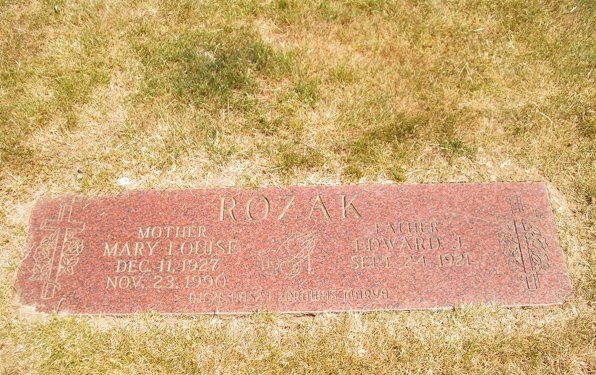 ROZAK
MOTHER
MARY LOUISE
DEC. 11, 1927
NOV. 23, 1990
FATHER
EDWARD J.
SEPT. 24, 1921